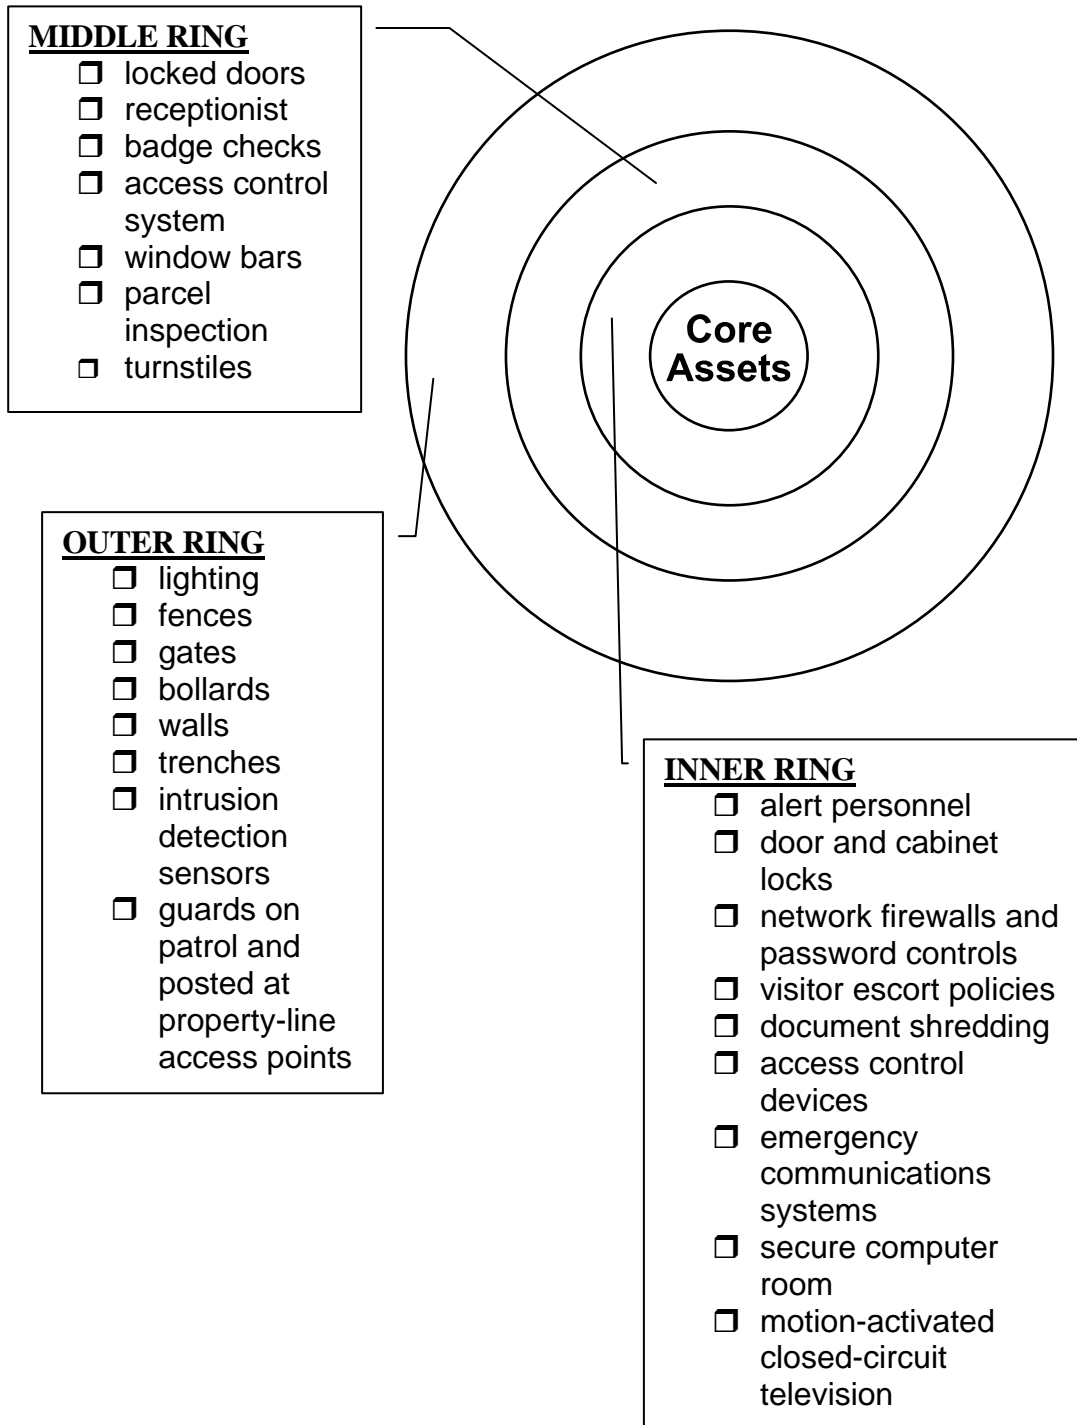 MIDDLE RING
❒ locked doors
❒ receptionist
❒ badge checks
❒ access control
system
❒ window bars
❒ parcel
inspection
❒ turnstiles
Core
Assets
OUTER RING
❒ lighting
❒ fences
❒ gates
❒ bollards
❒ walls
❒ trenches
❒ intrusion
detection
sensors
❒ guards on
patrol and
posted at
property-line
access points
INNER RING
❒ alert personnel
❒ door and cabinet
locks
❒ network firewalls and
password controls
❒ visitor escort policies
❒ document shredding
❒ access control
devices
❒ emergency
communications
systems
❒ secure computer
room
❒ motion-activated
closed-circuit
television